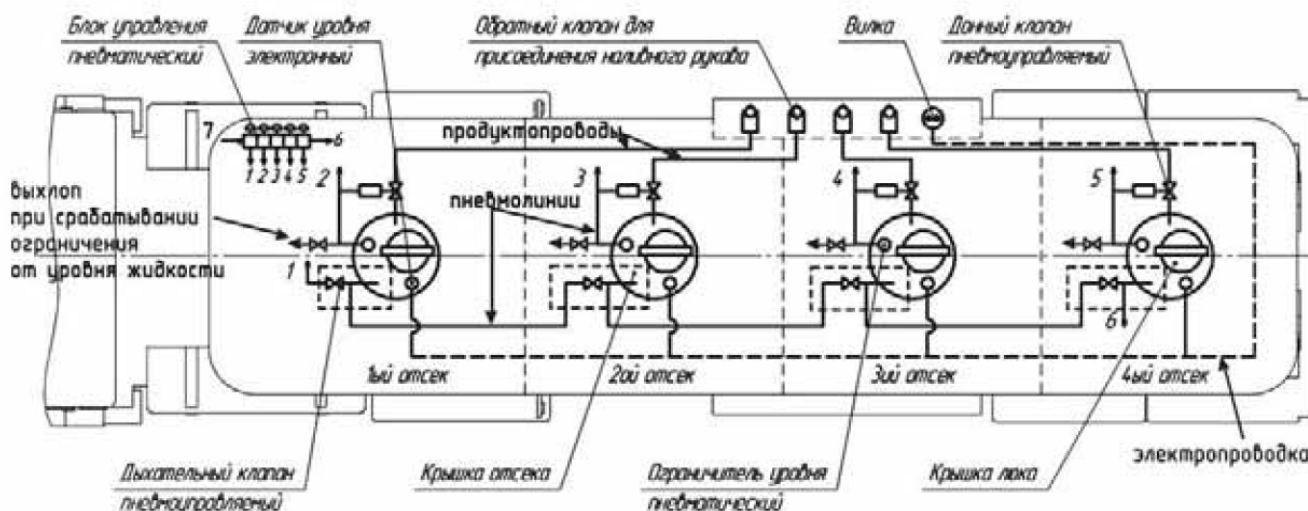 Блок управления
пневматический
Датчик уровня
электронный
Обратный клапан для
присоединения наливного рукава
Вилка
Донный клапан
пневмоуправляемый
7
6
1 2 3 4 5
продуктопроводы
2
3
4
5
выхлоп
при срабатывании
ограничения
от уровня жидкости
пневмолинии
1
6
1ый отсек
2ой отсек
3ий отсек
4ый отсек
электропроводка
Дыхательный клапан
пневмоуправляемый
Крышка отсека
Ограничитель уровня
пневматический
Крышка люка